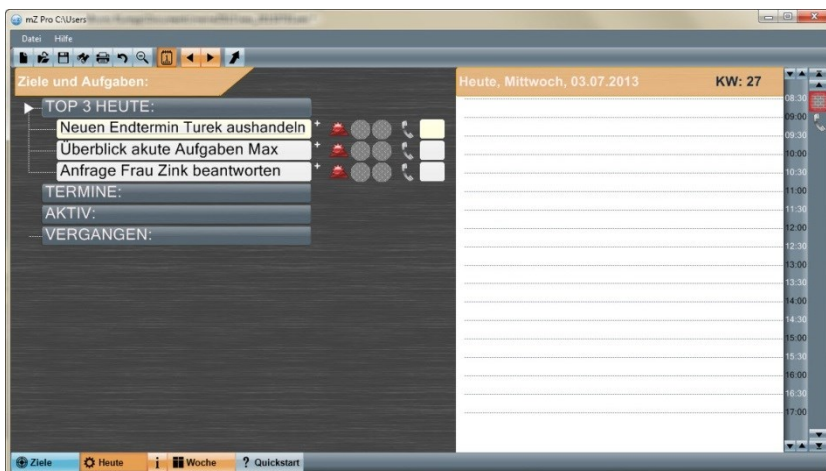 mZ Pro C:\Users
Datei Hilfe
1
Ziele und Aufgaben:
TOP 3 HEUTE:
Neuen Endtermin Turek aushandeln
Überblick akute Aufgaben Max
Anfrage Frau Zink beantworten
TERMINE:
AKTIV:
VERGANGEN:
Heute, Mittwoch, 03.07.2013 KW: 27
08:30
09:00
09:30
10:00
10:30
11:00
11:30
12:00
12:30
13:00
13:30
14:00
14:30
15:00
15:30
16:00
16:30
17:00
Ziele Heute i Woche ? Quickstart